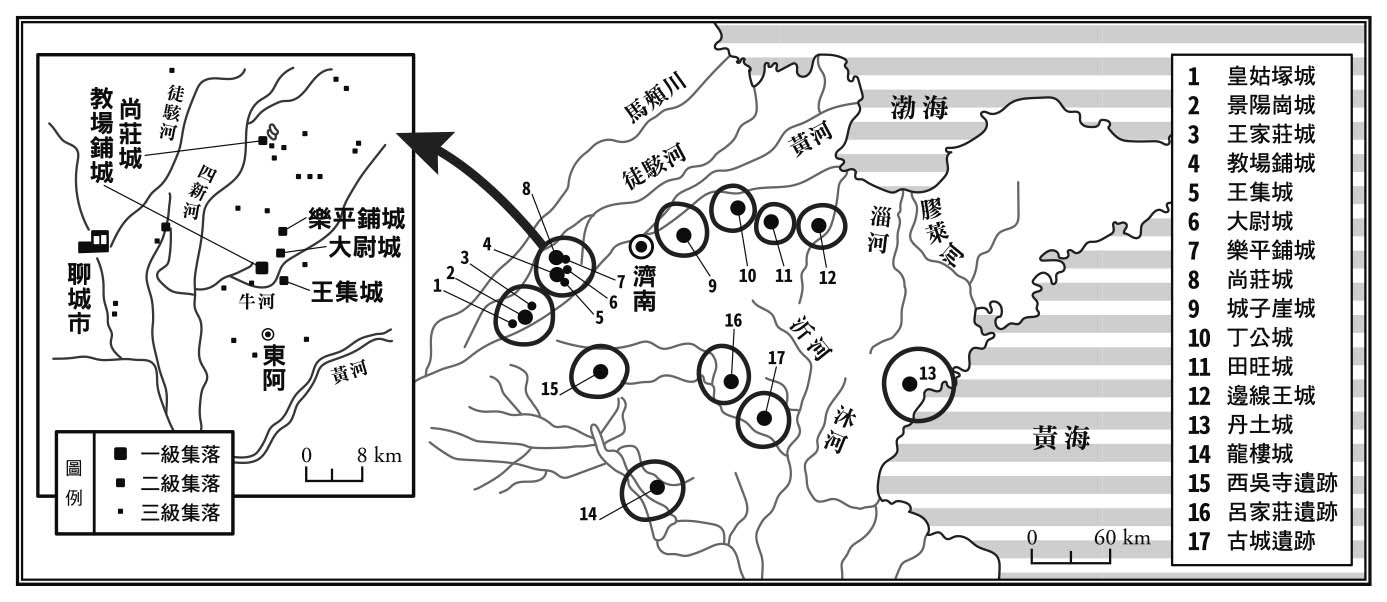 徒駭河
教場鋪城
尚莊城
四新河
樂平鋪城
大尉城
王集城
聊城市
牛河
東阿
黃河
圖例
一級集落
二級集落
三級集落
0 8 km
馬頰川
徒駭河
黃河
渤海
淄河
膠萊河
濟南
沂河
沐河
黃海
8
4
3
2
1
7
6
5
9
10
11
12
16
17
15
13
14
0 60 km
1 皇姑塚城
2 景陽崗城
3 王家莊城
4 教場鋪城
5 王集城
6 大尉城
7 樂平鋪城
8 尚莊城
9 城子崖城
10 丁公城
11 田旺城
12 邊線王城
13 丹土城
14 龍樓城
15 西吳寺遺跡
16 呂家莊遺跡
17 古城遺跡